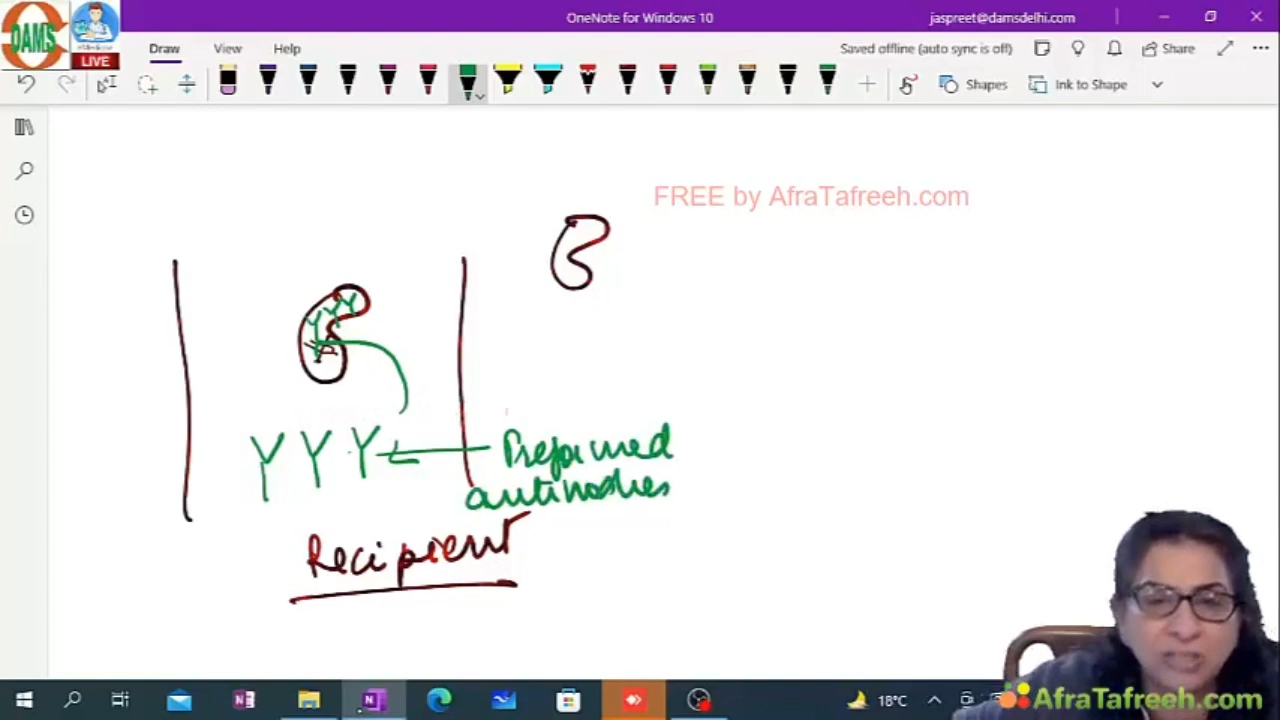 OneNote for Windows 10
jaspreet@damsdelhi.com
DAMS
eMedicoz
LIVE
Draw View Help
Saved offline (auto sync is off)
Share
Shapes
Ink to Shape
FREE by AfraTafreeh.com
Preformed
antibodies
Recipient
18°C
AfraTafreeh.com